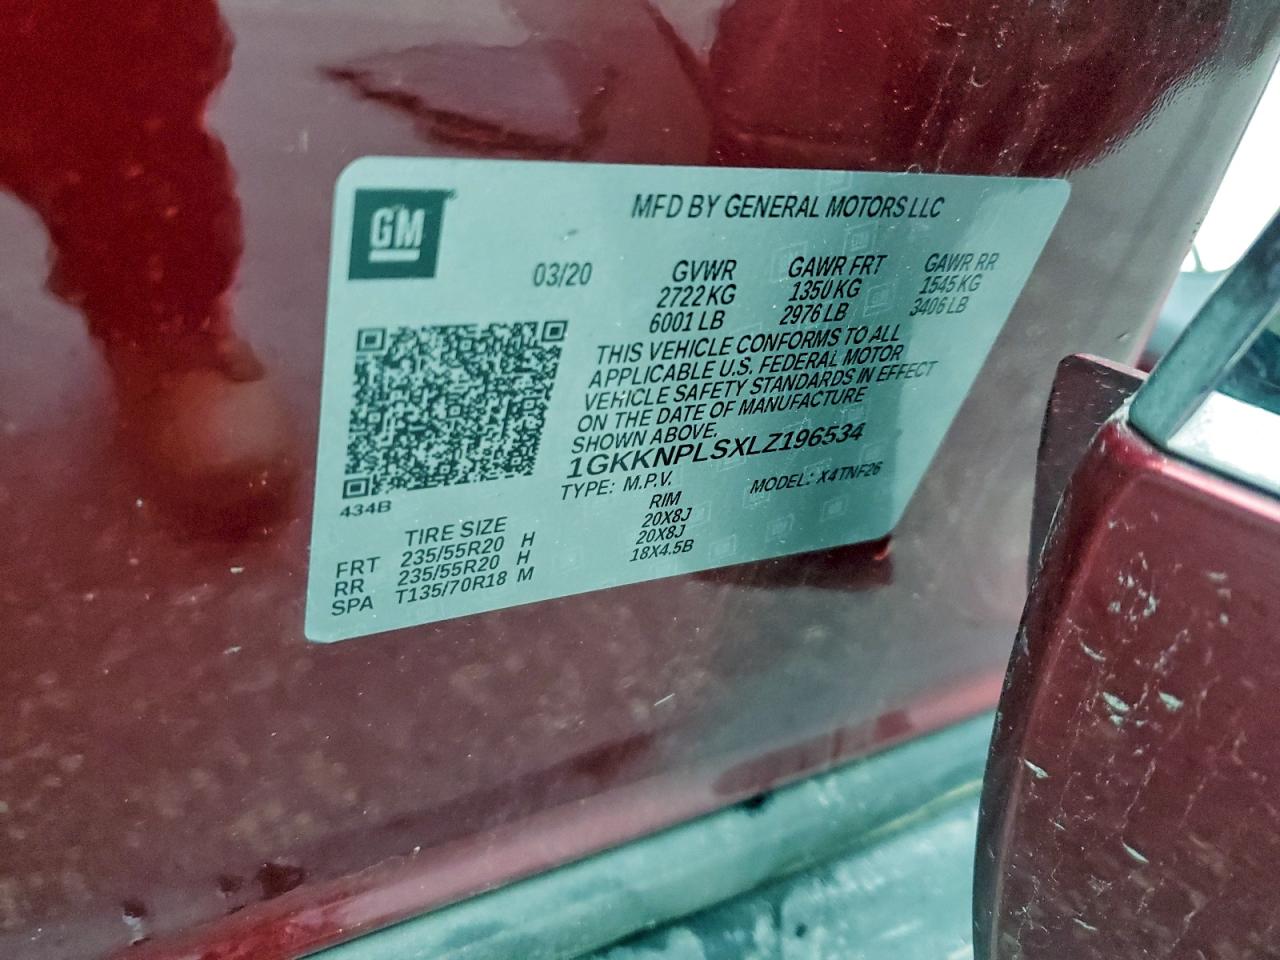 GM
MFD BY GENERAL MOTORS LLC
03/20
GVWR GAWR FRT GAWR RR
2722 KG 1350 KG 1545 KG
6001 LB 2976 LB 3406 LB
THIS VEHICLE CONFORMS TO ALL
APPLICABLE U.S. FEDERAL MOTOR
VEHICLE SAFETY STANDARDS IN EFFECT
ON THE DATE OF MANUFACTURE
SHOWN ABOVE.
1GKKNPLSXLZ196534
TYPE: M.P.V. MODEL: X4TNF26
434B
TIRE SIZE RIM
FRT 235/55R20 H 20X8J
RR 235/55R20 H 20X8J
SPA T135/70R18 M 18X4.5B